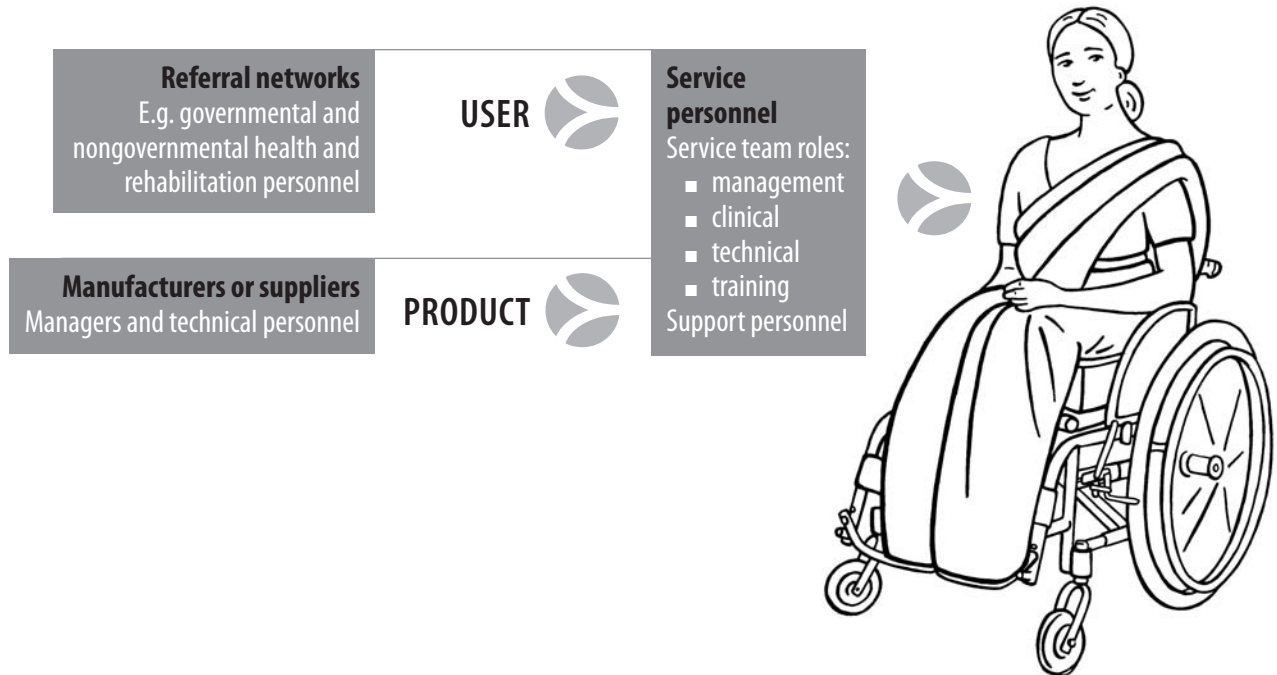 Referral networks
E.g. governmental and
nongovernmental health and
rehabilitation personnel
USER
Manufacturers or suppliers
Managers and technical personnel
PRODUCT
Service
personnel
Service team roles:
■ management
■ clinical
■ technical
■ training
Support personnel